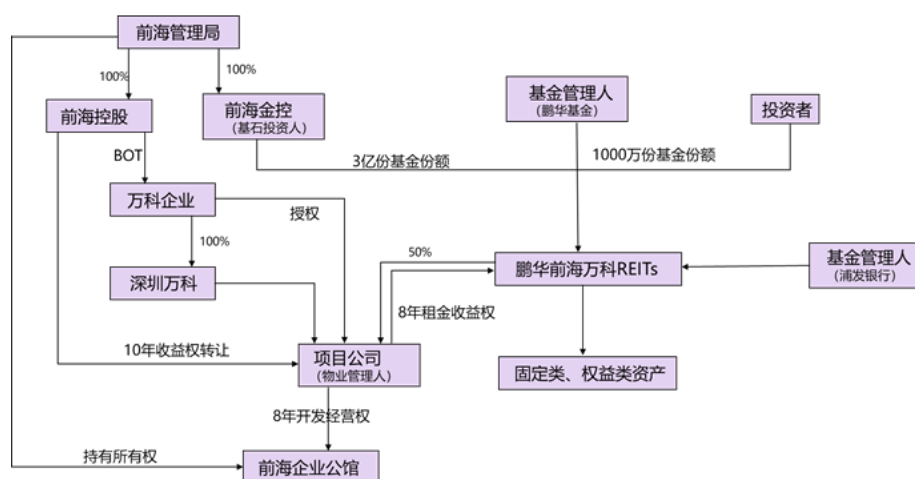 前海管理局
100%
100%
前海控股
前海金控
(基石投资人)
基金管理人
(鹏华基金)
投资者
BOT
3亿份基金份额
1000万份基金份额
万科企业
授权
100%
50%
深圳万科
鹏华前海万科REITs
基金管理人
(浦发银行)
8年租金收益权
10年收益权转让
项目公司
(物业管理人)
固定类、权益类资产
8年开发经营权
持有所有权
前海企业公馆